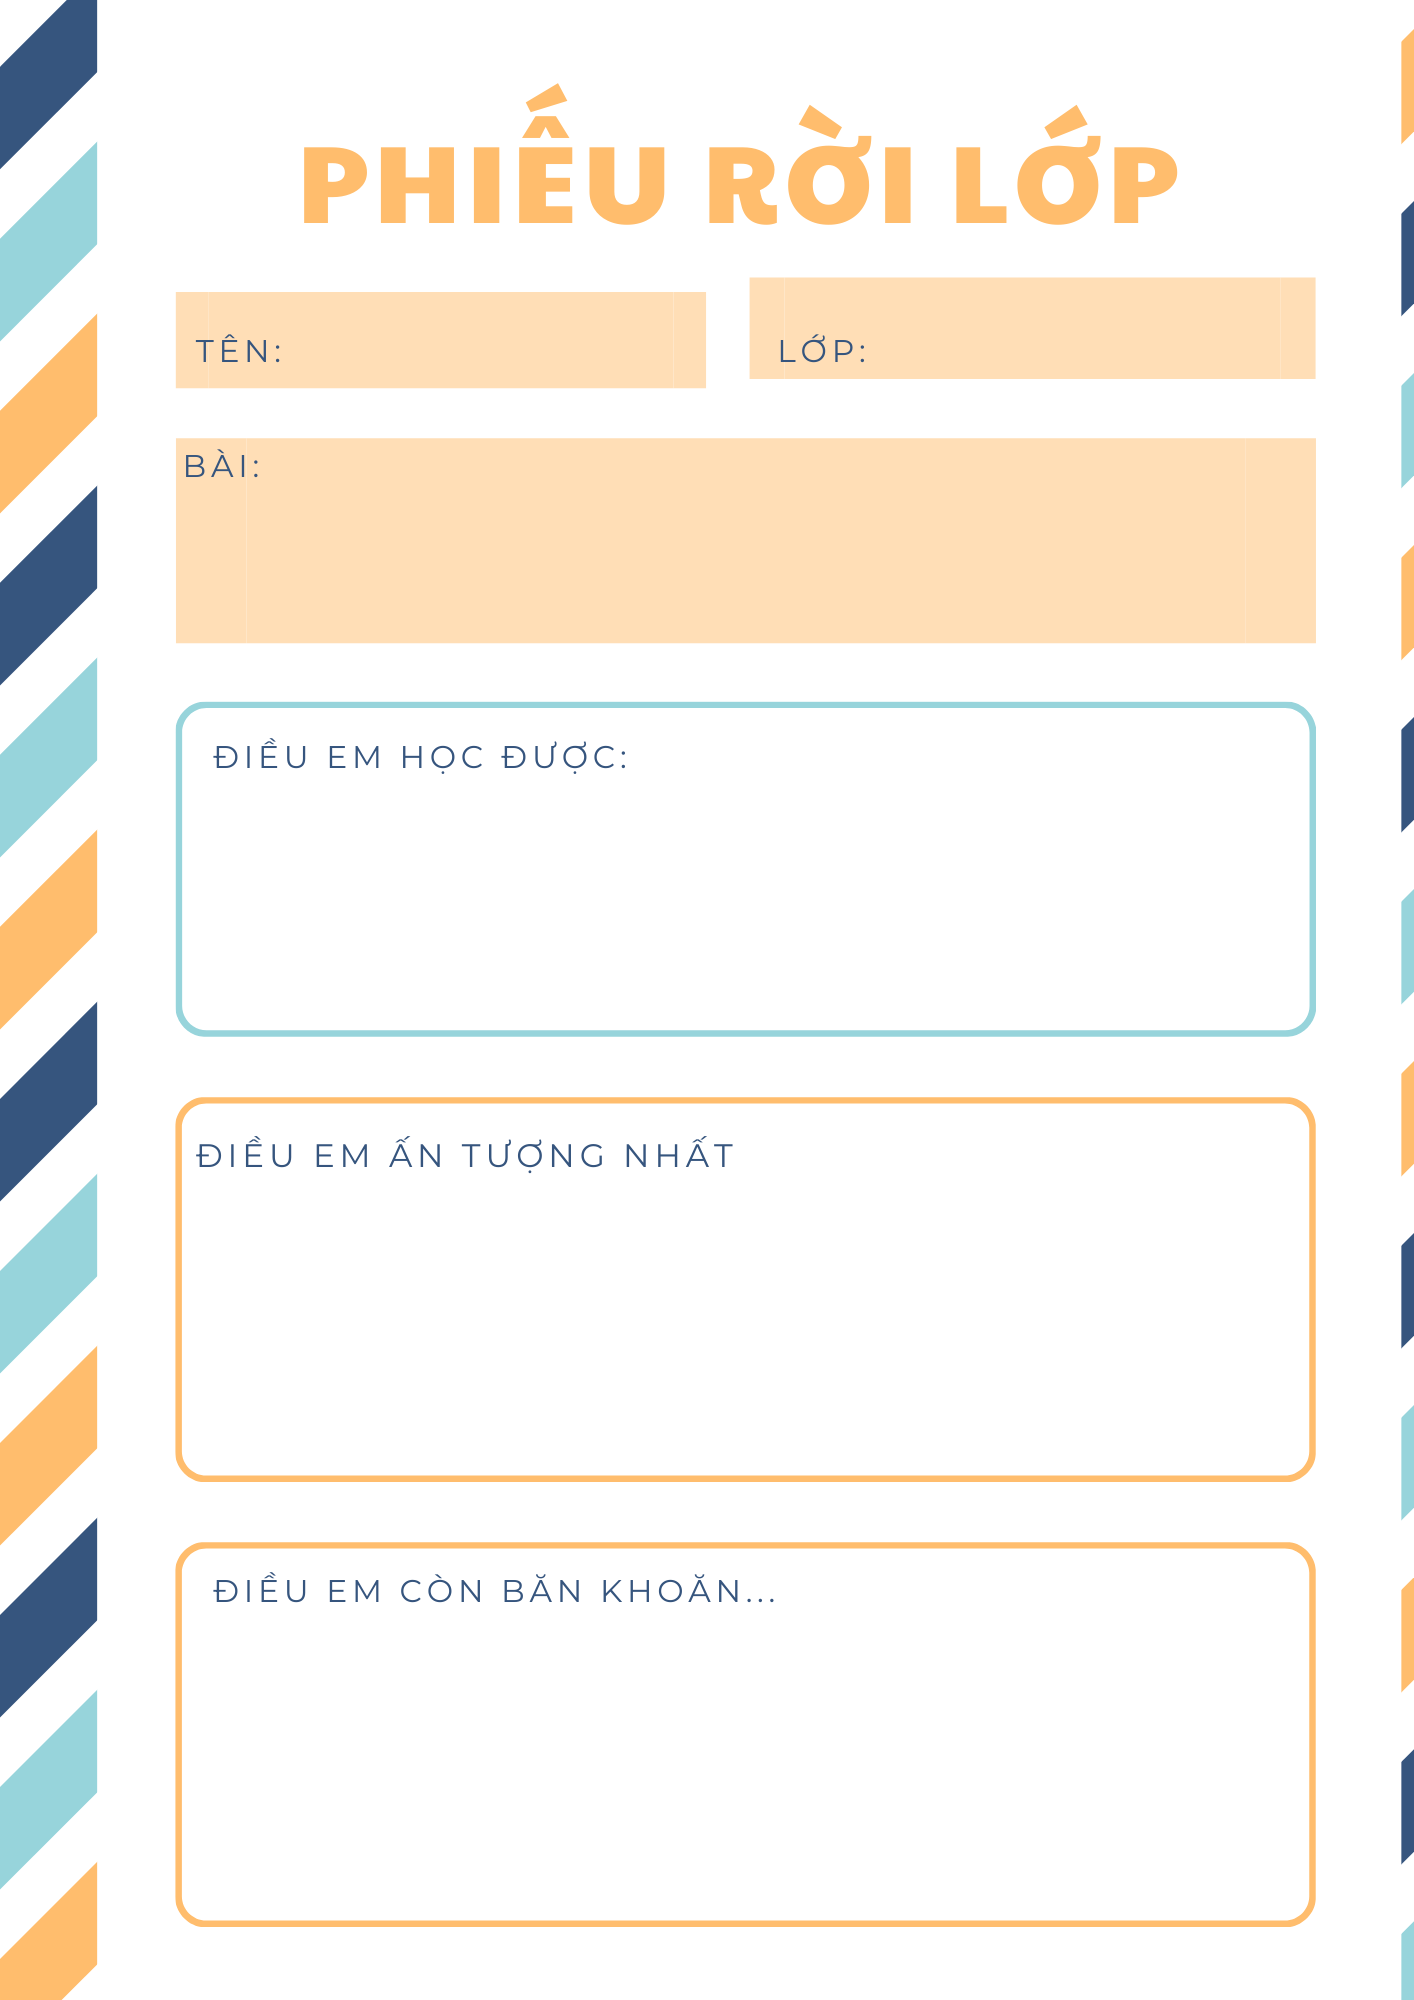 PHIẾU RỜI LỚP
TÊN:
LỚP:
BÀI:
ĐIỀU EM HỌC ĐƯỢC:
ĐIỀU EM ẤN TƯỢNG NHẤT
ĐIỀU EM CÒN BĂN KHOĂN...